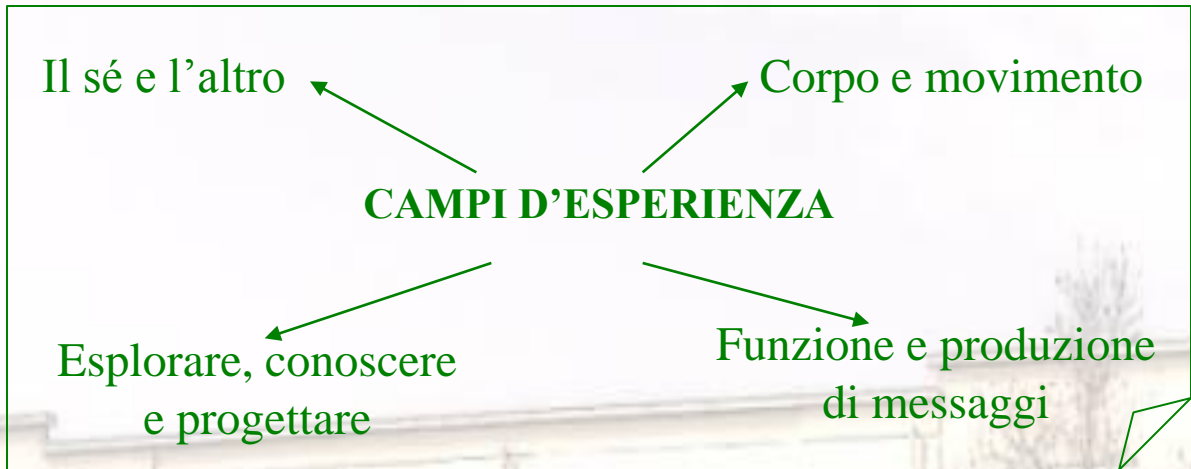 Il sé e l’altro
Corpo e movimento
CAMPI D’ESPERIENZA
Esplorare, conoscere
e progettare
Funzione e produzione
di messaggi